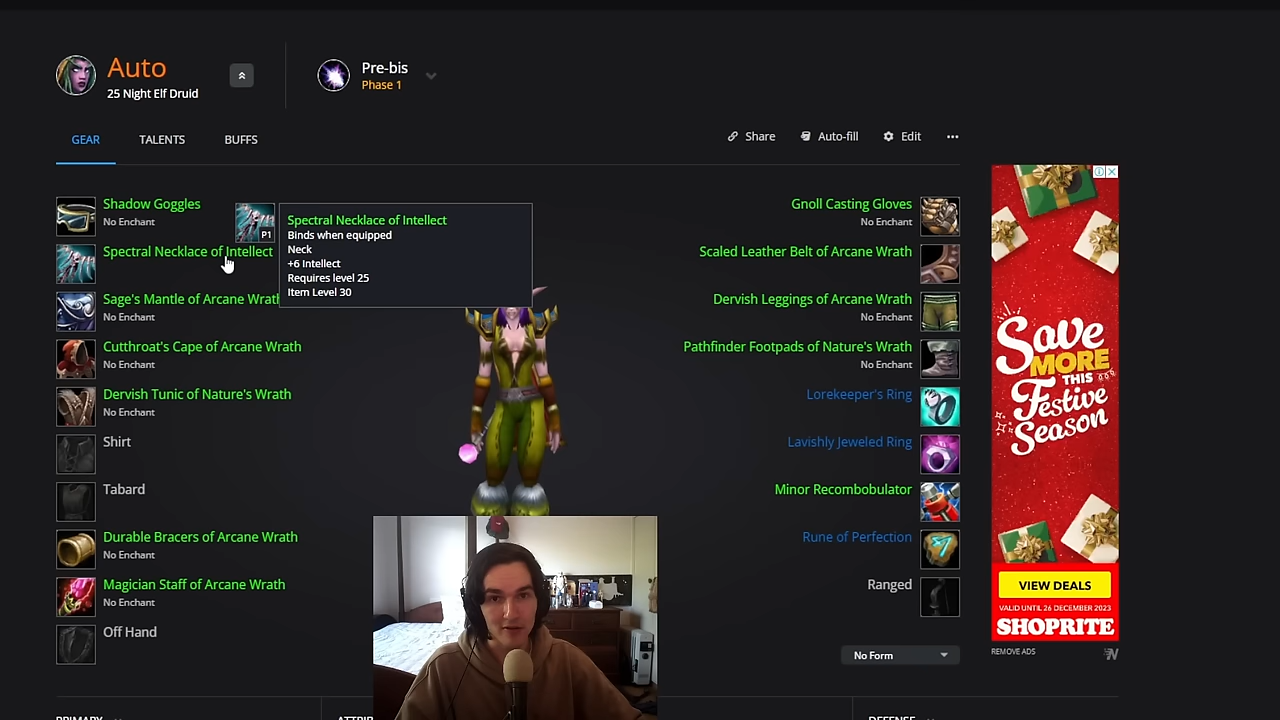 Auto
25 Night Elf Druid
Pre-bis
Phase 1
GEAR
TALENTS
BUFFS
Share
Auto-fill
Edit
Shadow Goggles
No Enchant
P1
Spectral Necklace of Intellect
Binds when equipped
Neck
+6 Intellect
Requires level 25
Item Level 30
Spectral Necklace of Intellect
Sage's Mantle of Arcane Wrath
No Enchant
Cutthroat's Cape of Arcane Wrath
No Enchant
Dervish Tunic of Nature's Wrath
No Enchant
Shirt
Tabard
Durable Bracers of Arcane Wrath
No Enchant
Magician Staff of Arcane Wrath
No Enchant
Off Hand
Gnoll Casting Gloves
No Enchant
Scaled Leather Belt of Arcane Wrath
Dervish Leggings of Arcane Wrath
No Enchant
Pathfinder Footpads of Nature's Wrath
No Enchant
Lorekeeper's Ring
Lavishly Jeweled Ring
Minor Recombobulator
Rune of Perfection
Ranged
No Form
Save
MORE
THIS
Festive
Season
VIEW DEALS
VALID UNTIL 26 DECEMBER 2023
SHOPRITE
REMOVE ADS
PRIMARY
ATTRIB
DEFENSE